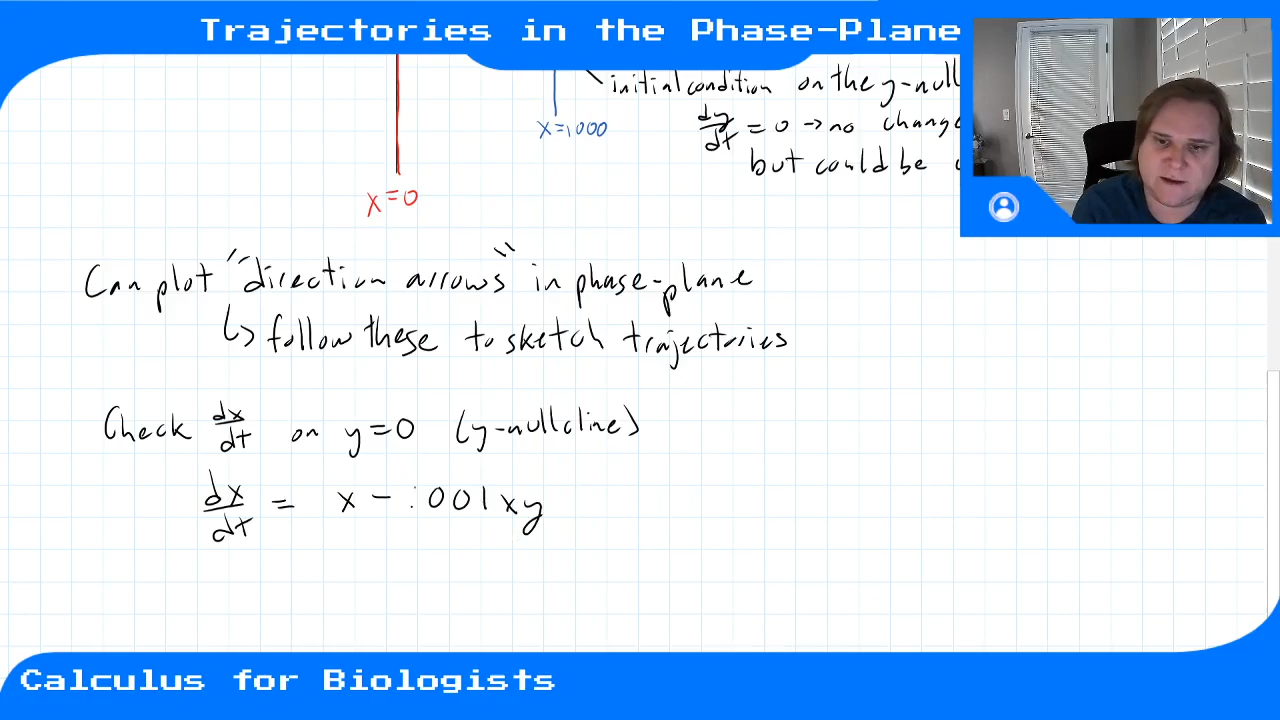 Trajectories in the Phase-Plane
initial condition on the y-null
dy/dt = 0 → no change
x=1000
but could be
x=0
Can plot "direction arrows" in phase-plane
↳ follow these to sketch trajectories
Check dx/dt on y=0 (y-nullcline)
dx/dt = x - .001xy
Calculus for Biologists